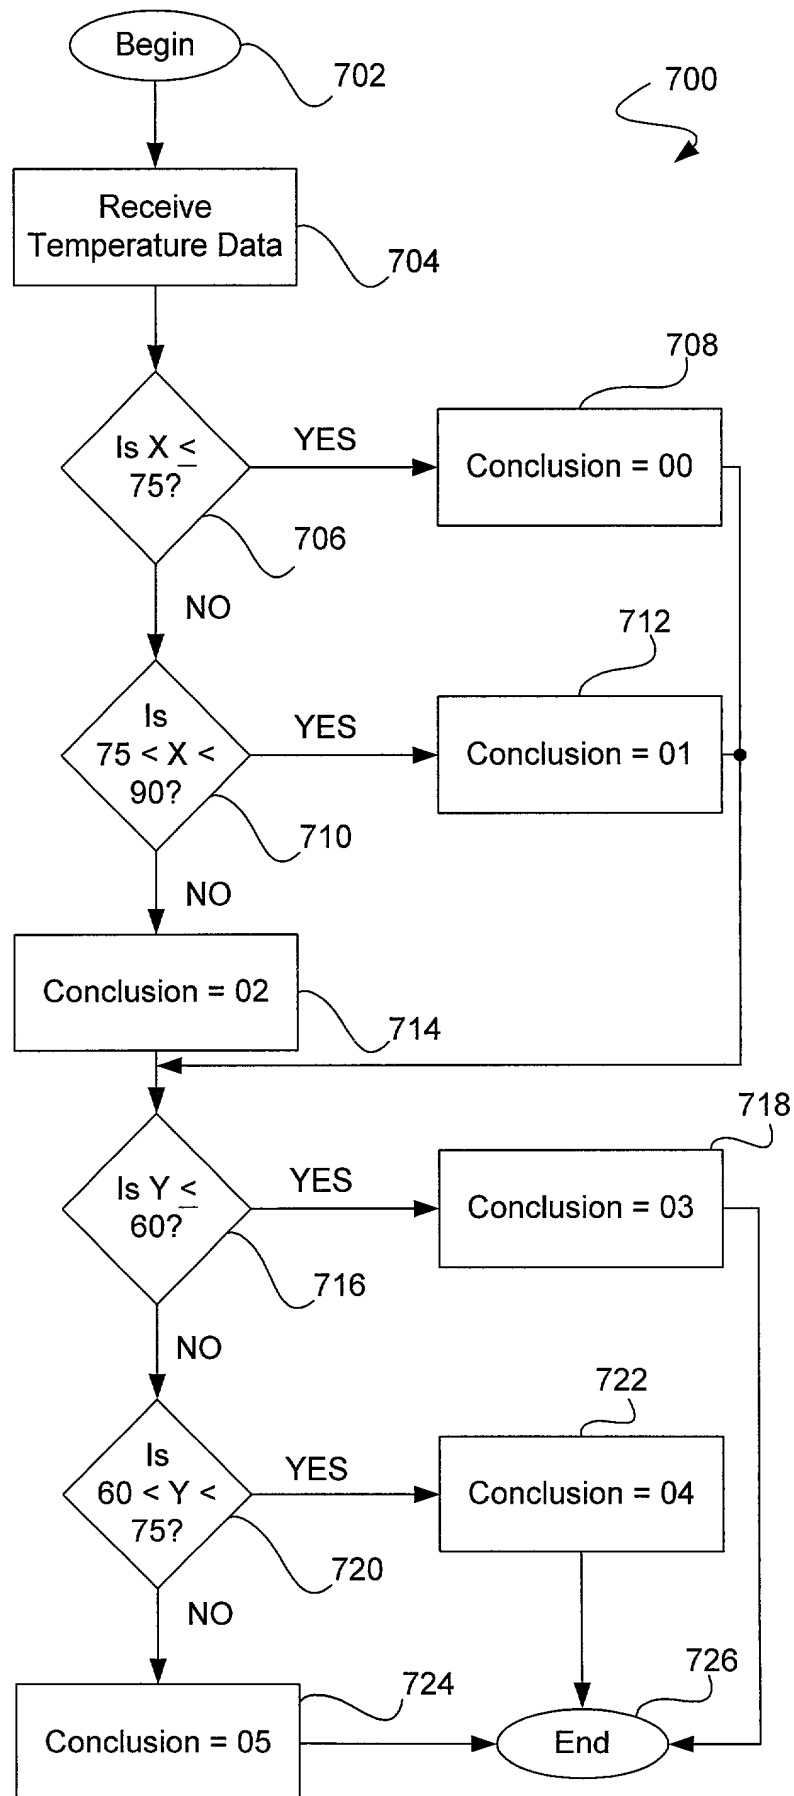 Begin
702
700
Receive
Temperature Data
704
708
Is X ≤
75?
YES
Conclusion = 00
706
NO
712
Is
75 < X <
90?
YES
Conclusion = 01
710
NO
Conclusion = 02
714
718
Is Y ≤
60?
YES
Conclusion = 03
716
NO
722
Is
60 < Y <
75?
YES
Conclusion = 04
720
NO
724
726
Conclusion = 05
End